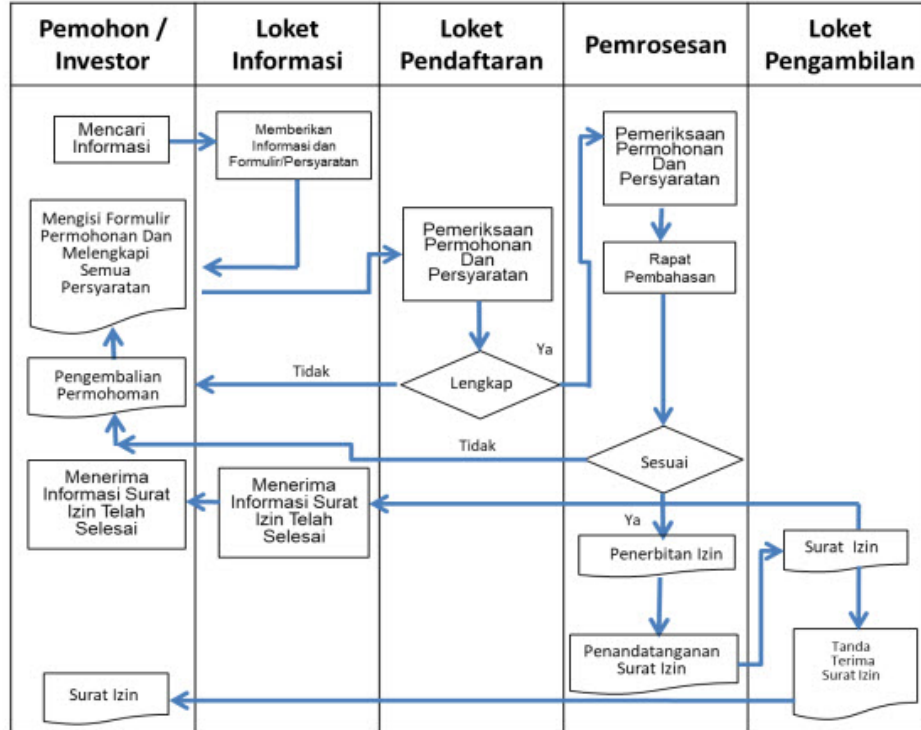 Pemohon /
Investor
Loket
Informasi
Loket
Pendaftaran
Pemrosesan
Loket
Pengambilan
Mencari
Informasi
Memberikan
Informasi dan
Formulir/Persyaratan
Pemeriksaan
Permohonan
Dan
Persyaratan
Mengisi Formulir
Permohonan Dan
Melengkapi
Semua
Persyaratan
Pemeriksaan
Permohonan
Dan
Persyaratan
Rapat
Pembahasan
Ya
Lengkap
Tidak
Pengembalian
Permohoman
Tidak
Sesuai
Menerima
Informasi Surat
Izin Telah
Selesai
Menerima
Informasi Surat
Izin Telah
Selesai
Ya
Penerbitan Izin
Surat Izin
Penandatanganan
Surat Izin
Tanda
Terima
Surat Izin
Surat Izin